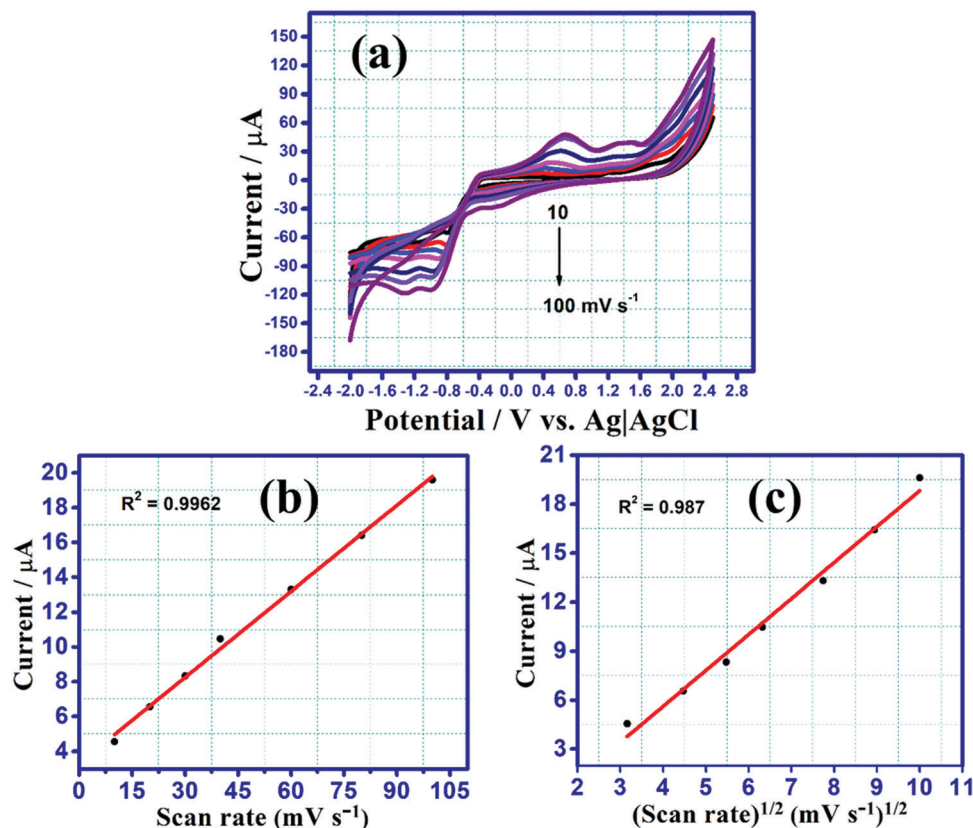 (a)
150
120
90
60
30
0
-30
-60
-90
-120
-150
-180
Current / µA
10
100 mV s⁻¹
-2.4 -2.0 -1.6 -1.2 -0.8 -0.4 0.0 0.4 0.8 1.2 1.6 2.0 2.4 2.8
Potential / V vs. Ag|AgCl
(b)
R² = 0.9962
20
18
16
14
12
10
8
6
4
Current / µA
0 15 30 45 60 75 90 105
Scan rate (mV s⁻¹)
(c)
R² = 0.987
21
18
15
12
9
6
3
Current / µA
2 3 4 5 6 7 8 9 10 11
(Scan rate)¹/² (mV s⁻¹)¹/²